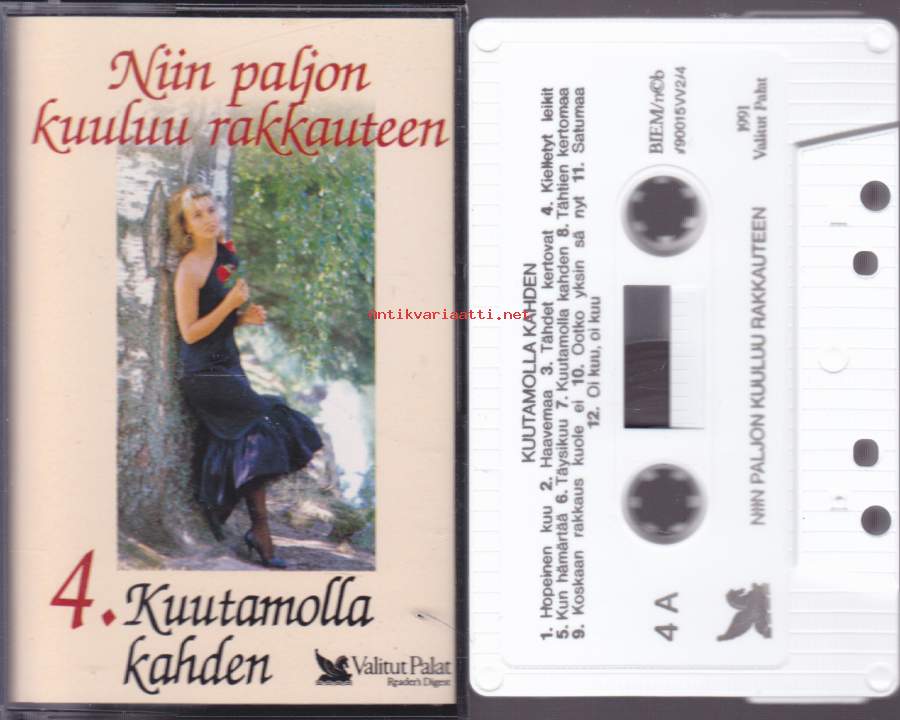 Niin paljon
kuuluu rakkauteen
4. Kuutamolla
kahden
Valitut Palat
Reader's Digest
Antikvariaatti.net
KUUTAMOLLA KAHDEN
1. Hopeinen kuu 2. Haavemaa 3. Tähdet kertovat 4. Kielletyt leikit
5. Kun hämärtää 6. Täysikuu 7. Kuutamolla kahden 8. Tähtien kertomaa
9. Koskaan rakkaus kuole ei 10. Ootko yksin sä nyt 11. Satumaa
12. Oi kuu, oi kuu
4 A
BIEM/n©b
r90015VV2/4
NIIN PALJON KUULUU RAKKAUTEEN
1991
Valitut Palat